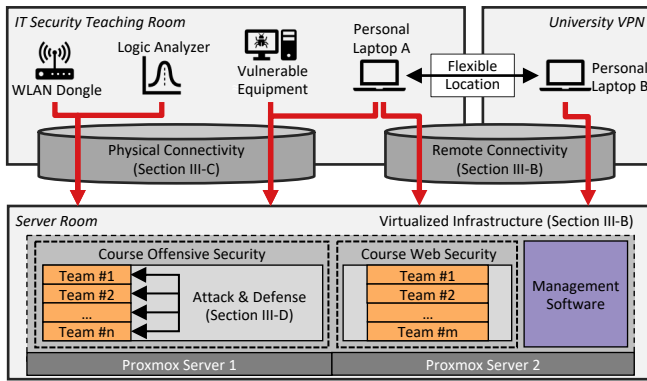 IT Security Teaching Room
University VPN
WLAN Dongle
Logic Analyzer
Vulnerable
Equipment
Personal
Laptop A
Flexible
Location
Personal
Laptop B
Physical Connectivity
(Section III-C)
Remote Connectivity
(Section III-B)
Server Room
Virtualized Infrastructure (Section III-B)
Course Offensive Security
Team #1
Team #2
...
Team #n
Attack & Defense
(Section III-D)
Course Web Security
Team #1
Team #2
...
Team #m
Management
Software
Proxmox Server 1
Proxmox Server 2